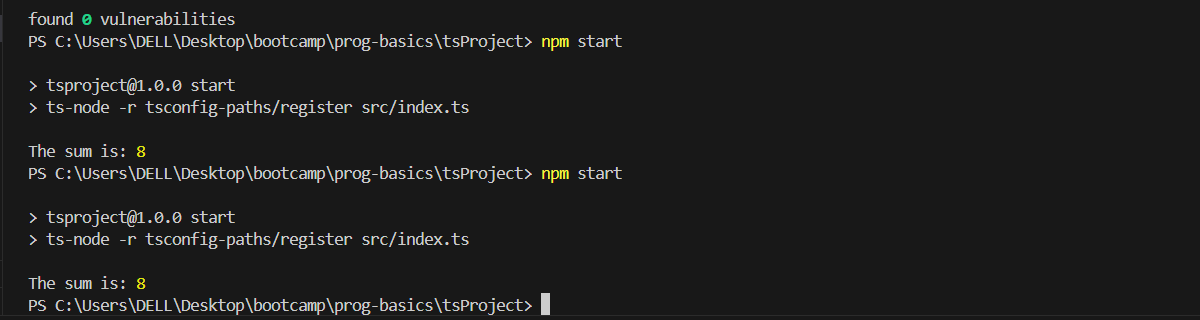 found 0 vulnerabilities
PS C:\Users\DELL\Desktop\bootcamp\prog-basics\tsProject> npm start
> tsproject@1.0.0 start
> ts-node -r tsconfig-paths/register src/index.ts
The sum is: 8
PS C:\Users\DELL\Desktop\bootcamp\prog-basics\tsProject> npm start
> tsproject@1.0.0 start
> ts-node -r tsconfig-paths/register src/index.ts
The sum is: 8
PS C:\Users\DELL\Desktop\bootcamp\prog-basics\tsProject>